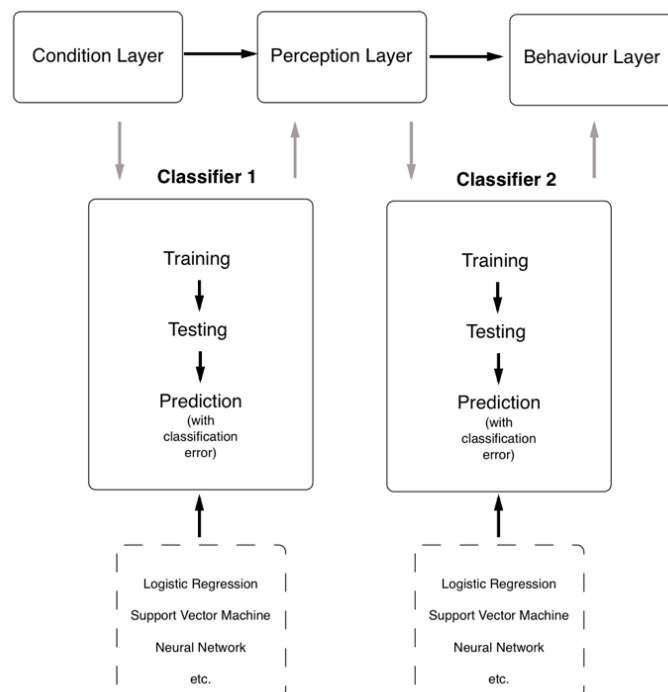 Condition Layer
Perception Layer
Behaviour Layer
Classifier 1
Classifier 2
Training
Testing
Prediction
(with
classification
error)
Training
Testing
Prediction
(with
classification
error)
Logistic Regression
Support Vector Machine
Neural Network
etc.
Logistic Regression
Support Vector Machine
Neural Network
etc.